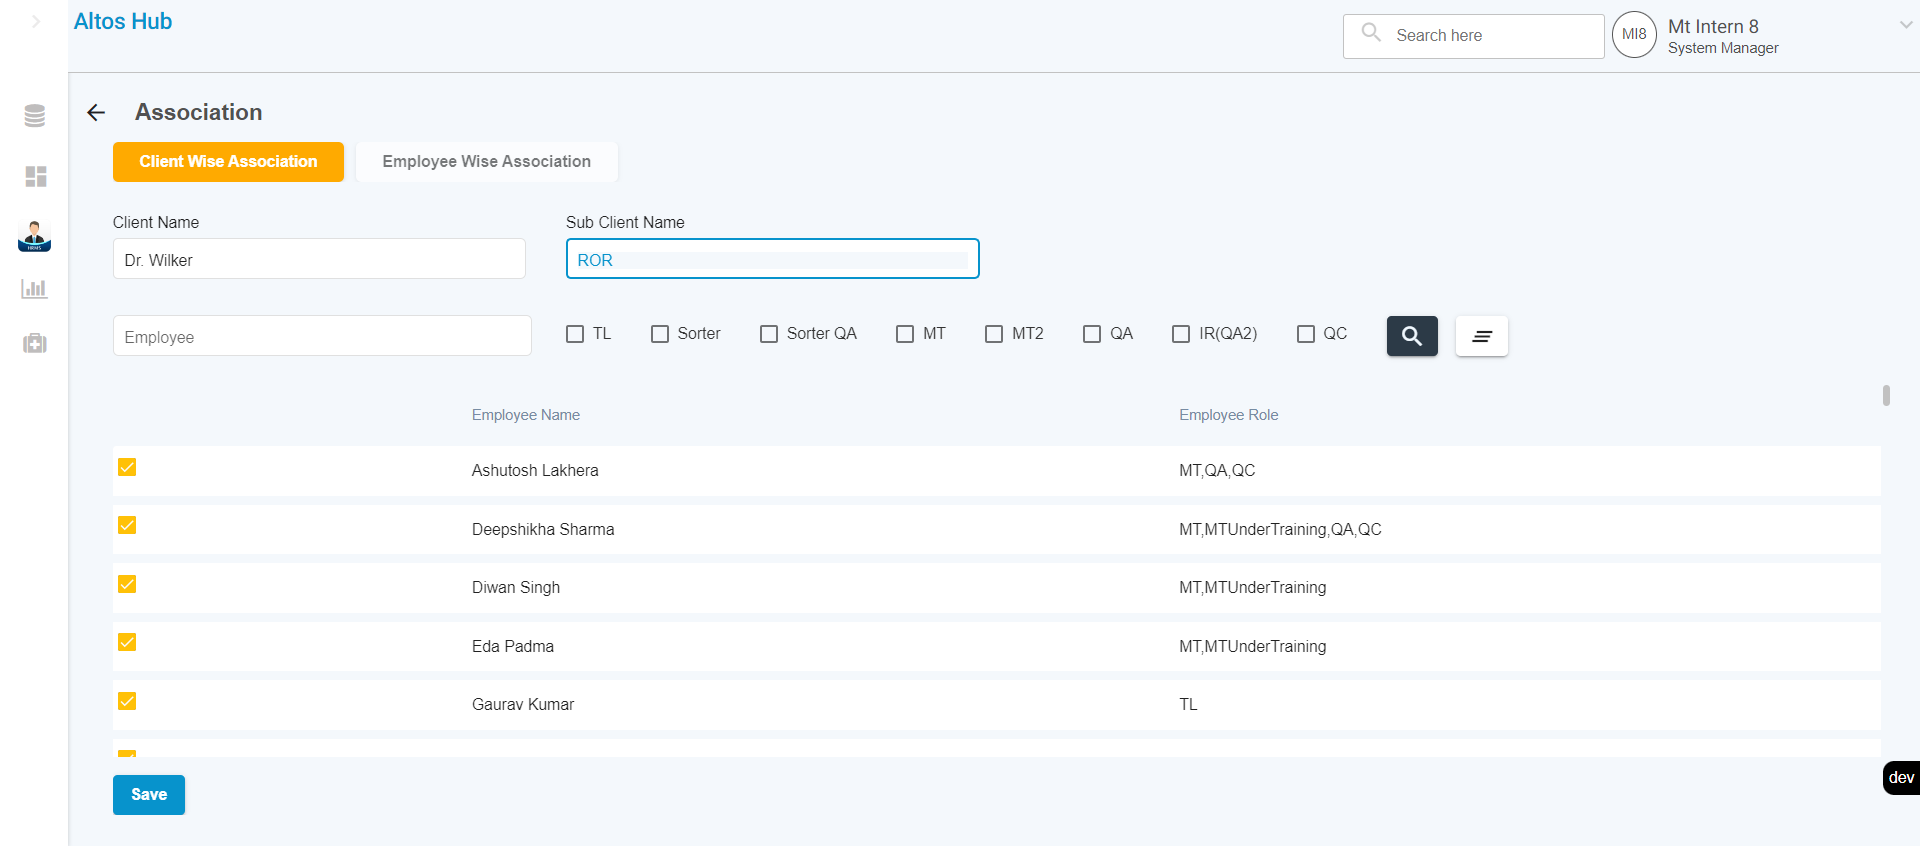 Altos Hub
Search here
MI8
Mt Intern 8
System Manager
Association
Client Wise Association
Employee Wise Association
Client Name
Sub Client Name
Dr. Wilker
ROR
Employee
TL
Sorter
Sorter QA
MT
MT2
QA
IR(QA2)
QC
Employee Name
Employee Role
Ashutosh Lakhera
MT,QA,QC
Deepshikha Sharma
MT,MTUnderTraining,QA,QC
Diwan Singh
MT,MTUnderTraining
Eda Padma
MT,MTUnderTraining
Gaurav Kumar
TL
Save
dev
HRMS